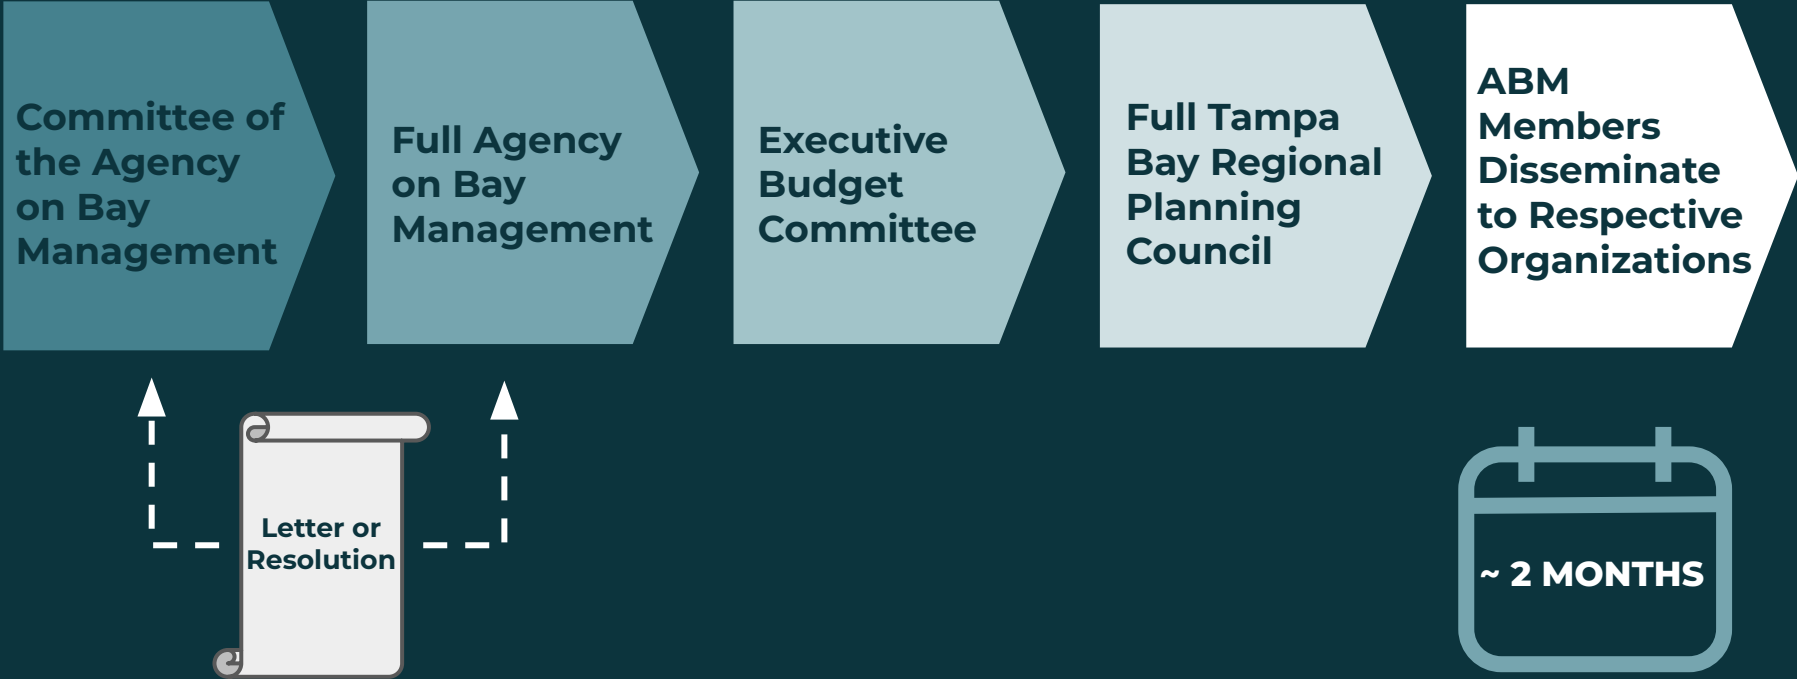 Committee of
the Agency
on Bay
Management
Full Agency
on Bay
Management
Executive
Budget
Committee
Full Tampa
Bay Regional
Planning
Council
ABM
Members
Disseminate
to Respective
Organizations
Letter or
Resolution
~ 2 MONTHS